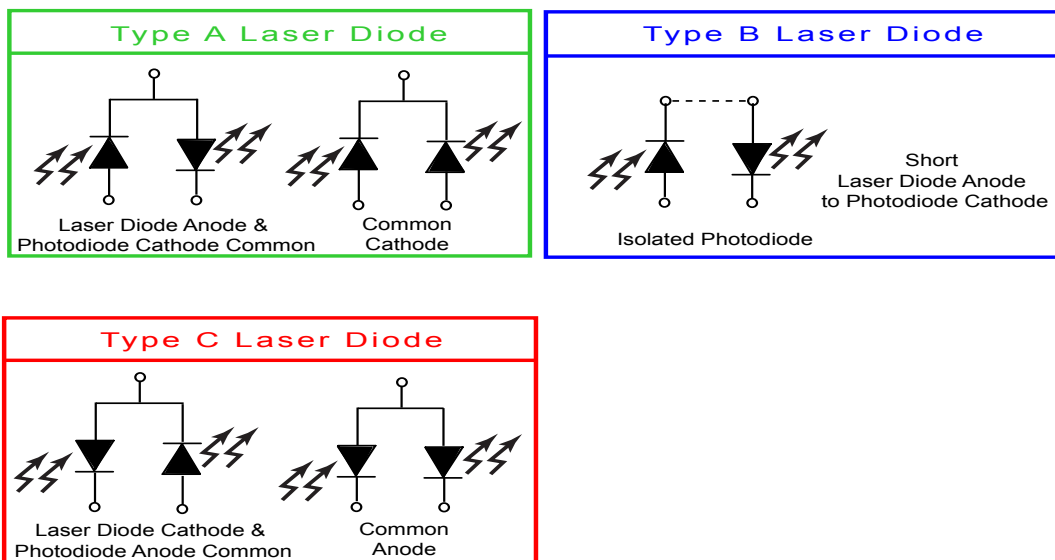 Type A Laser Diode
Laser Diode Anode &
Photodiode Cathode Common
Common
Cathode
Type B Laser Diode
Short
Laser Diode Anode
to Photodiode Cathode
Isolated Photodiode
Type C Laser Diode
Laser Diode Cathode &
Photodiode Anode Common
Common
Anode